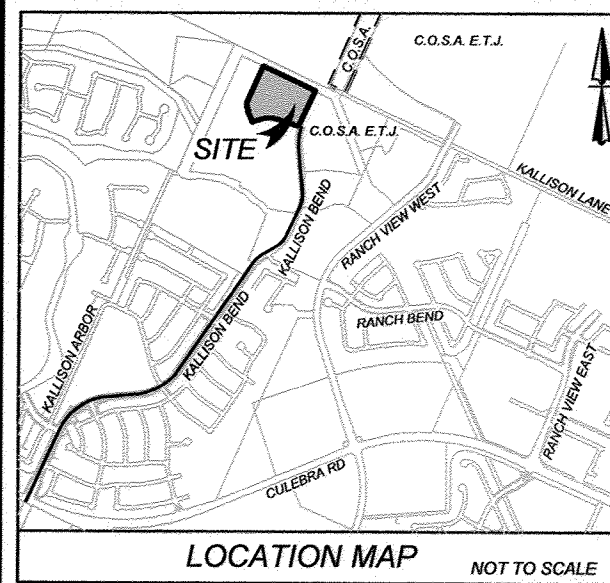 C.O.S.A.
C.O.S.A. E.T.J.
C.O.S.A. E.T.J.
SITE
KALLISON LANE
KALLISON BEND
RANCH VIEW WEST
KALLISON BEND
RANCH BEND
KALLISON ARBOR
RANCH VIEW EAST
CULEBRA RD
LOCATION MAP
NOT TO SCALE